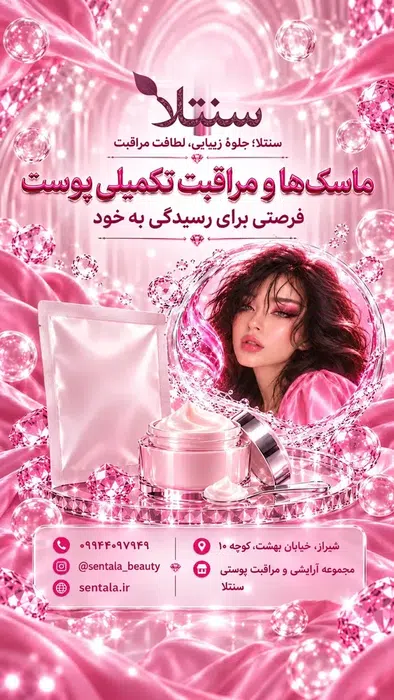 سنتلا
سنتلا؛ جلوهٔ زیبایی، لطافت مراقبت
ماسک‌ها و مراقبت تکمیلی پوست
فرصتی برای رسیدگی به خود
شیراز، خیابان بهشت، کوچه ۱۰
مجموعه آرایشی و مراقبت پوستی
سنتلا
۰۹۹۴۴۰۹۷۹۴۹
@sentala_beauty
sentala.ir